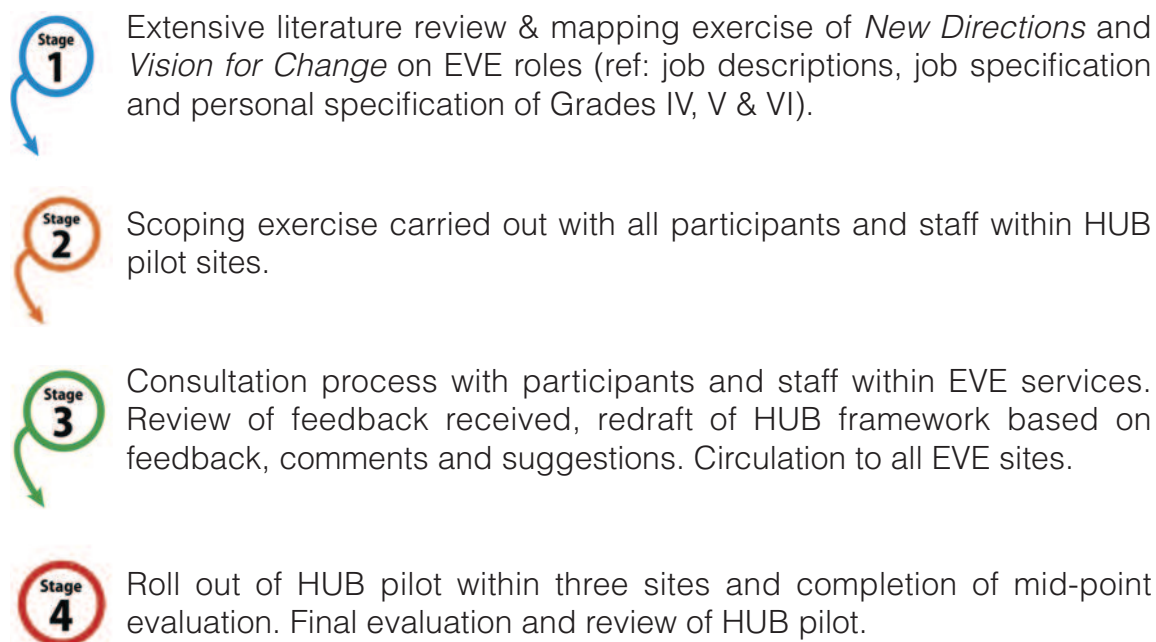 Stage
1
Extensive literature review & mapping exercise of New Directions and
Vision for Change on EVE roles (ref: job descriptions, job specification
and personal specification of Grades IV, V & VI).
Stage
2
Scoping exercise carried out with all participants and staff within HUB
pilot sites.
Stage
3
Consultation process with participants and staff within EVE services.
Review of feedback received, redraft of HUB framework based on
feedback, comments and suggestions. Circulation to all EVE sites.
Stage
4
Roll out of HUB pilot within three sites and completion of mid-point
evaluation. Final evaluation and review of HUB pilot.